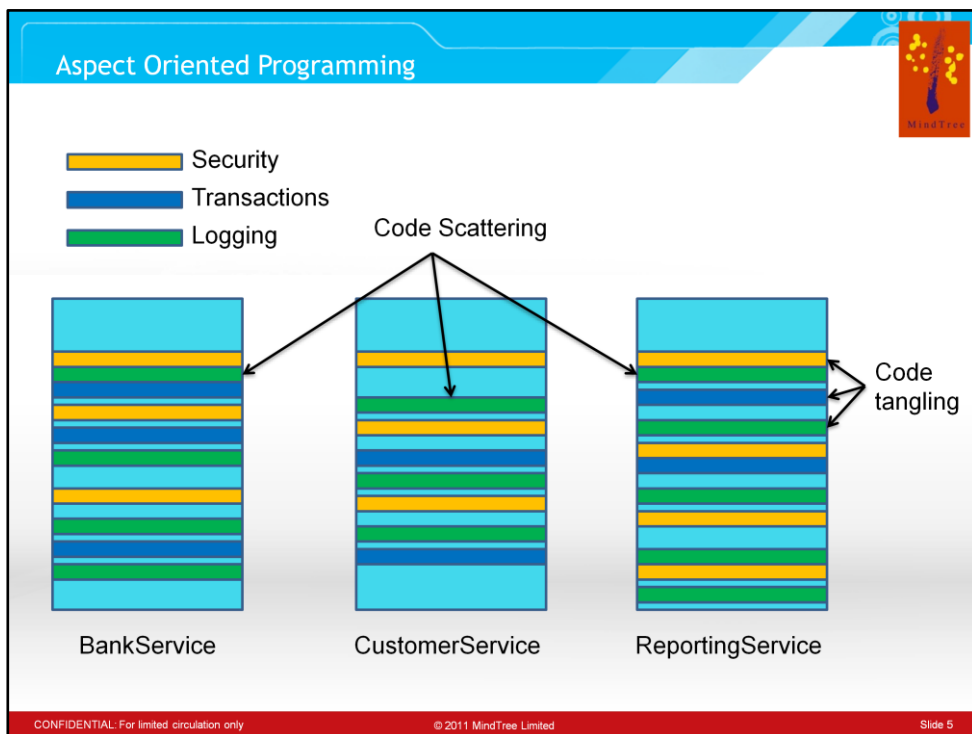 Aspect Oriented Programming
MindTree
Security
Transactions
Logging
Code Scattering
Code
tangling
BankService
CustomerService
ReportingService
CONFIDENTIAL: For limited circulation only
© 2011 MindTree Limited
Slide 5